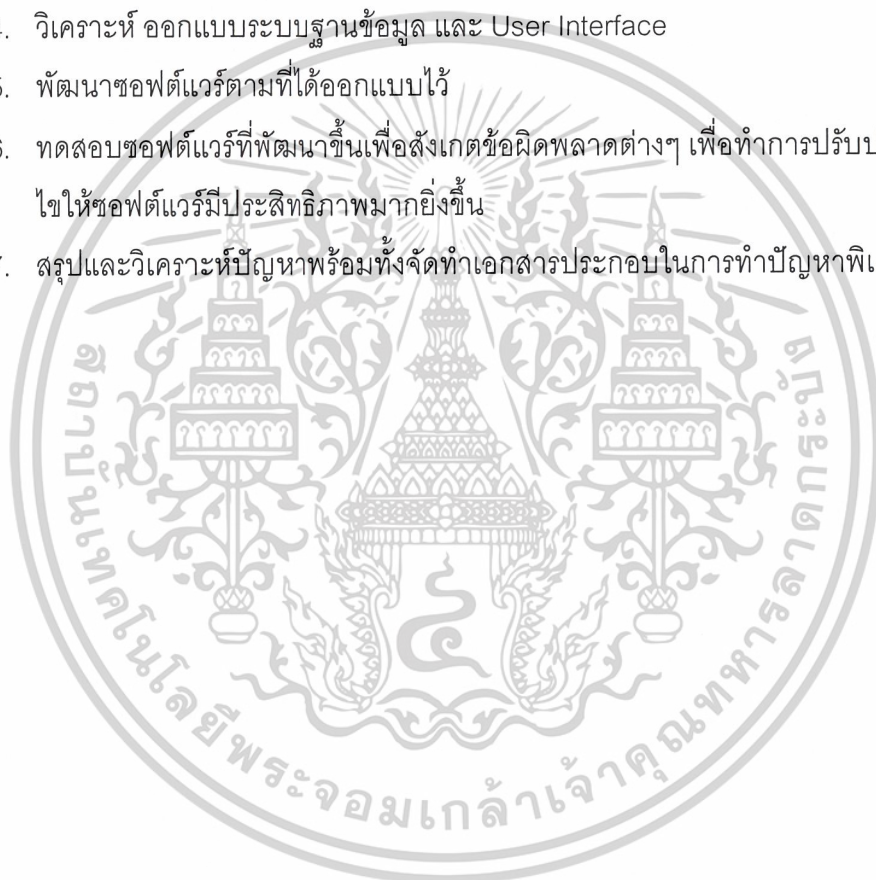 4. วิเคราะห์ ออกแบบระบบฐานข้อมูล และ User Interface
5. พัฒนาซอฟต์แวร์ตามที่ได้ออกแบบไว้
6. ทดสอบซอฟต์แวร์ที่พัฒนาขึ้นเพื่อสังเกตข้อผิดพลาดต่างๆ เพื่อทำการปรับป
ไขให้ซอฟต์แวร์มีประสิทธิภาพมากยิ่งขึ้น
7. สรุปและวิเคราะห์ปัญหาพร้อมทั้งจัดทำเอกสารประกอบในการทำปัญหาพิเ
สถาบันเทคโนโลยีพระจอมเกล้าเจ้าคุณทหารลาดกระบัง
๔